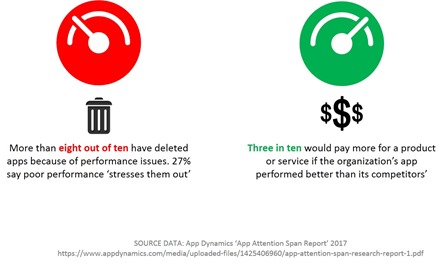 $$$
More than eight out of ten have deleted
apps because of performance issues. 27%
say poor performance ‘stresses them out’
Three in ten would pay more for a product
or service if the organization’s app
performed better than its competitors’
SOURCE DATA: App Dynamics ‘App Attention Span Report’ 2017
https://www.appdynamics.com/media/uploaded-files/1425406960/app-attention-span-research-report-1.pdf